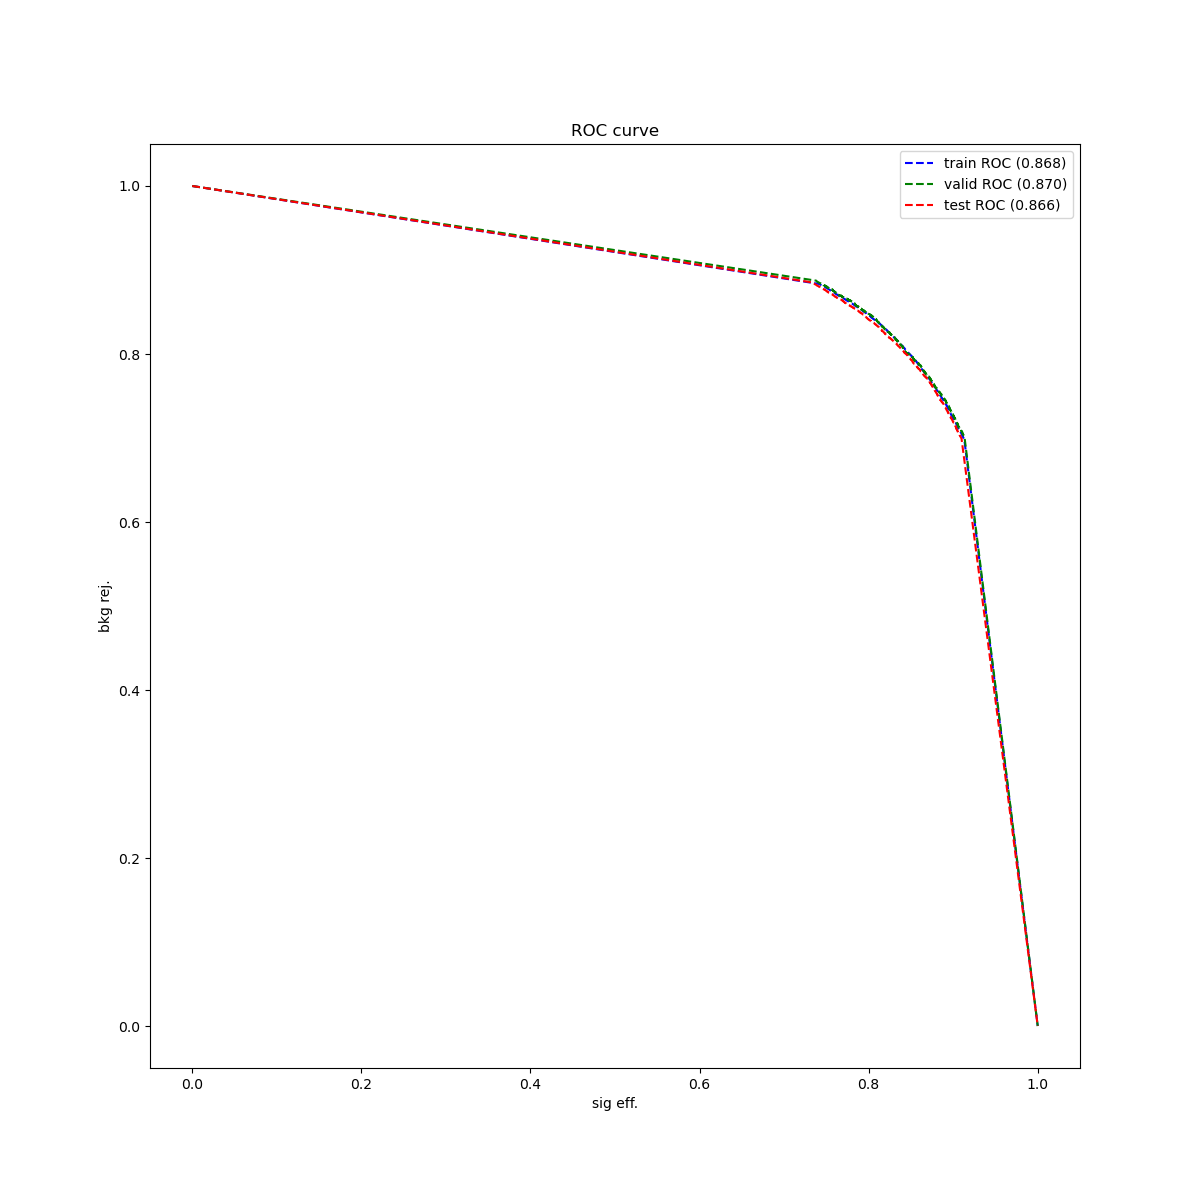 ROC curve
train ROC (0.868)
valid ROC (0.870)
test ROC (0.866)
1.0
0.8
0.6
0.4
0.2
0.0
bkg rej.
0.0 0.2 0.4 0.6 0.8 1.0
sig eff.